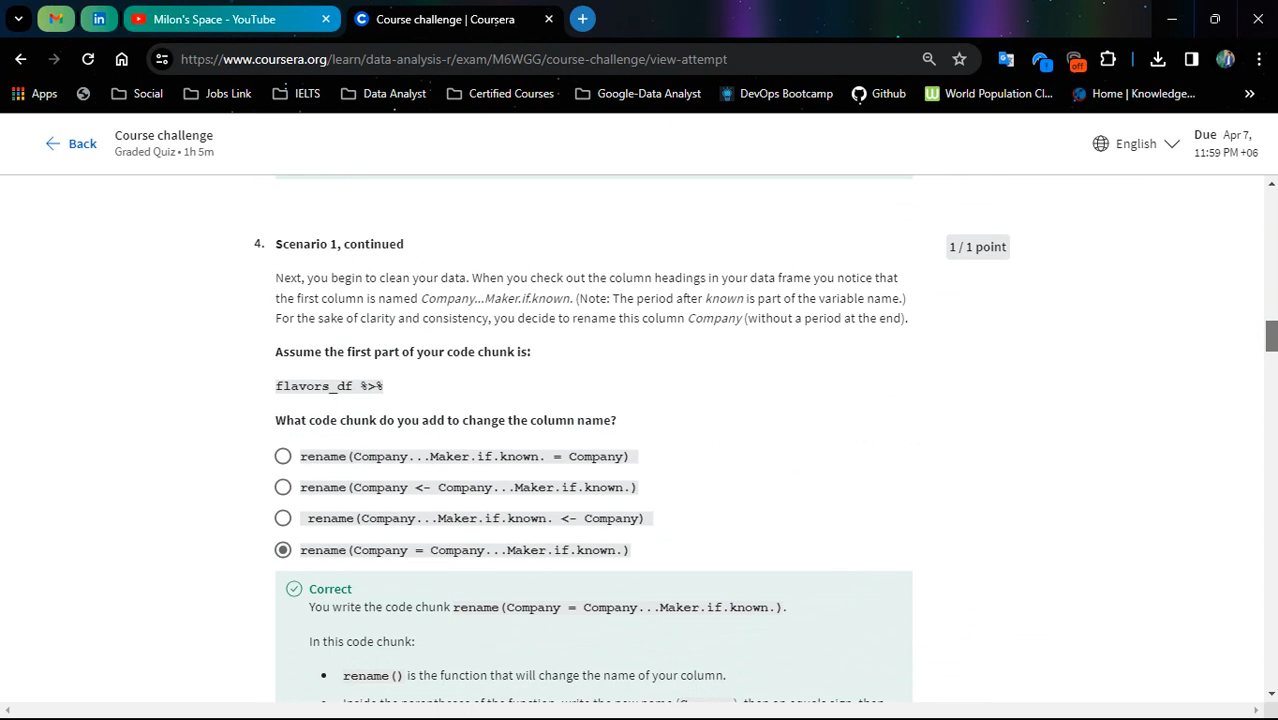 Milon's Space - YouTube
Course challenge | Coursera
https://www.coursera.org/learn/data-analysis-r/exam/M6WGG/course-challenge/view-attempt
off
Apps
Social
Jobs Link
IELTS
Data Analyst
Certified Courses
Google-Data Analyst
DevOps Bootcamp
Github
World Population Cl...
Home | Knowledge...
Back
Course challenge
Graded Quiz • 1h 5m
English
Due Apr 7,
11:59 PM +06
4. Scenario 1, continued
1 / 1 point
Next, you begin to clean your data. When you check out the column headings in your data frame you notice that
the first column is named Company...Maker.if.known. (Note: The period after known is part of the variable name.)
For the sake of clarity and consistency, you decide to rename this column Company (without a period at the end).
Assume the first part of your code chunk is:
flavors_df %>%
What code chunk do you add to change the column name?
rename(Company...Maker.if.known. = Company)
rename(Company <- Company...Maker.if.known.)
rename(Company...Maker.if.known. <- Company)
rename(Company = Company...Maker.if.known.)
Correct
You write the code chunk rename(Company = Company...Maker.if.known.).
In this code chunk:
• rename() is the function that will change the name of your column.